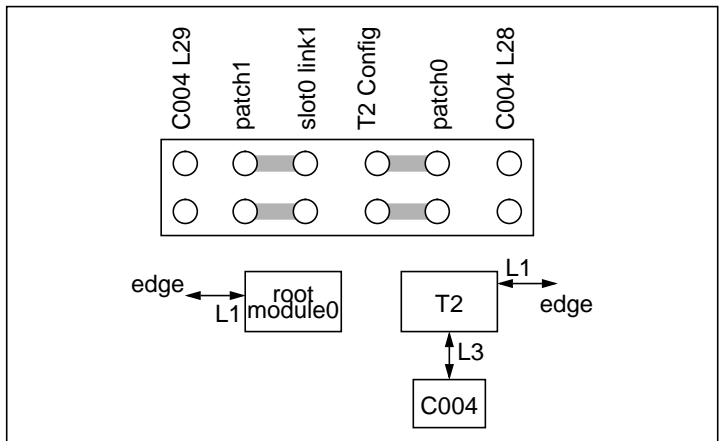 C004 L29
patch1
slot0 link1
T2 Config
patch0
C004 L28
edge
L1
root
module0
T2
L1
edge
L3
C004